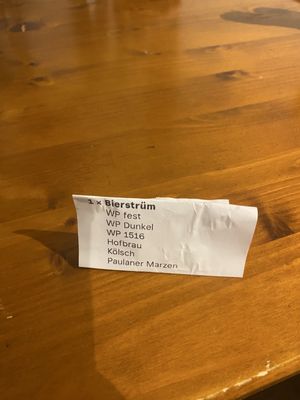 1 × Bierstrüm
WP fest
WP Dunkel
WP 1516
Hofbrau
Kölsch
Paulaner Marzen